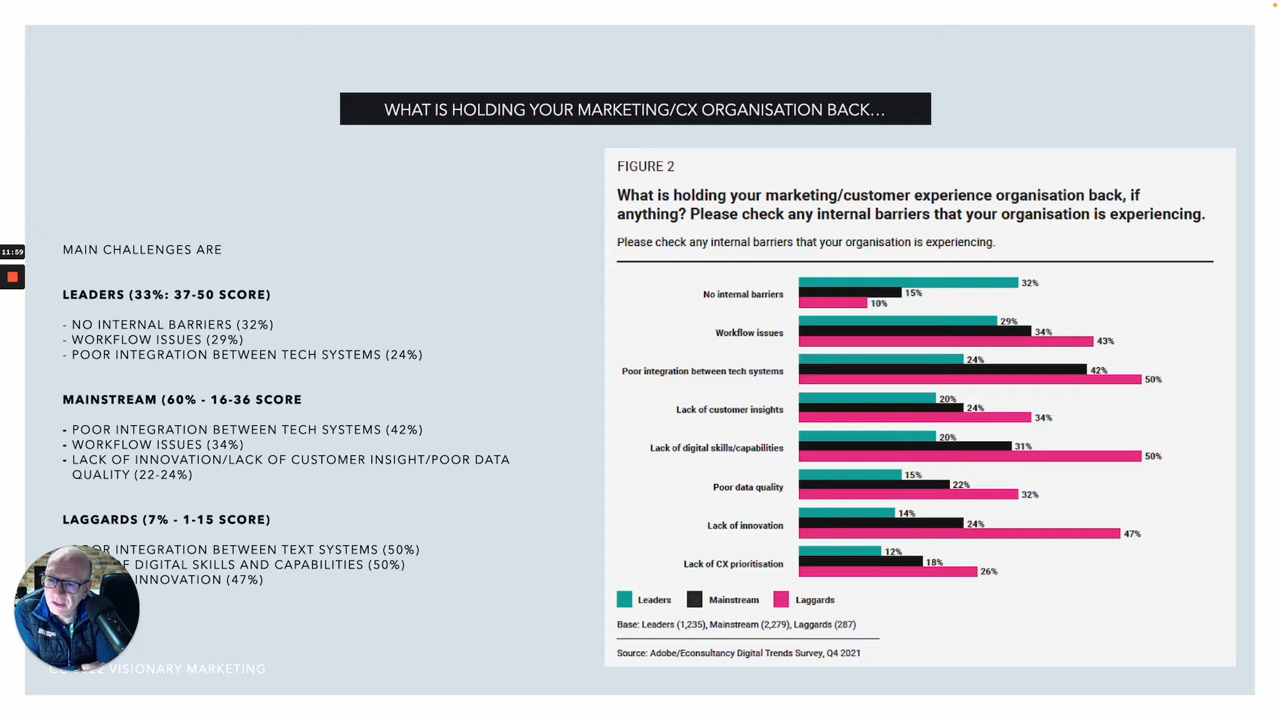 WHAT IS HOLDING YOUR MARKETING/CX ORGANISATION BACK...
11:59
MAIN CHALLENGES ARE
LEADERS (33%: 37-50 SCORE)
- NO INTERNAL BARRIERS (32%)
- WORKFLOW ISSUES (29%)
- POOR INTEGRATION BETWEEN TECH SYSTEMS (24%)
MAINSTREAM (60% - 16-36 SCORE
- POOR INTEGRATION BETWEEN TECH SYSTEMS (42%)
- WORKFLOW ISSUES (34%)
- LACK OF INNOVATION/LACK OF CUSTOMER INSIGHT/POOR DATA
QUALITY (22-24%)
LAGGARDS (7% - 1-15 SCORE)
INTEGRATION BETWEEN TEXT SYSTEMS (50%)
DIGITAL SKILLS AND CAPABILITIES (50%)
INNOVATION (47%)
VISIONARY MARKETING
FIGURE 2
What is holding your marketing/customer experience organisation back, if
anything? Please check any internal barriers that your organisation is experiencing.
Please check any internal barriers that your organisation is experiencing.
No internal barriers
32%
15%
10%
Workflow issues
29%
34%
43%
Poor integration between tech systems
24%
42%
50%
Lack of customer insights
20%
24%
34%
Lack of digital skills/capabilities
20%
31%
50%
Poor data quality
15%
22%
32%
Lack of innovation
14%
24%
47%
Lack of CX prioritisation
12%
18%
26%
Leaders Mainstream Laggards
Base: Leaders (1,235), Mainstream (2,279), Laggards (287)
Source: Adobe/Econsultancy Digital Trends Survey, Q4 2021